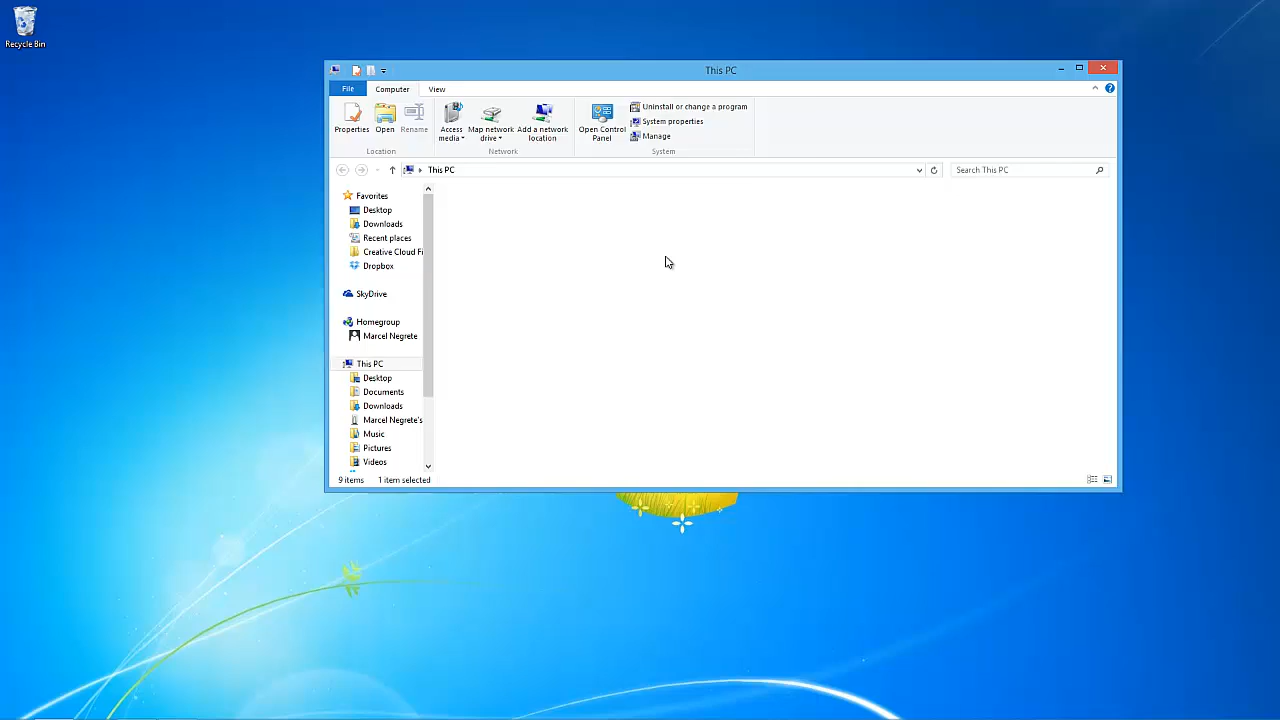 Recycle Bin
This PC
File Computer View
Properties Open Rename Access media Map network drive Add a network location Open Control Panel Uninstall or change a program
System properties
Manage
Location Network System
This PC Search This PC
Favorites
Desktop
Downloads
Recent places
Creative Cloud Fi
Dropbox
SkyDrive
Homegroup
Marcel Negrete
This PC
Desktop
Documents
Downloads
Marcel Negrete's
Music
Pictures
Videos
9 items 1 item selected